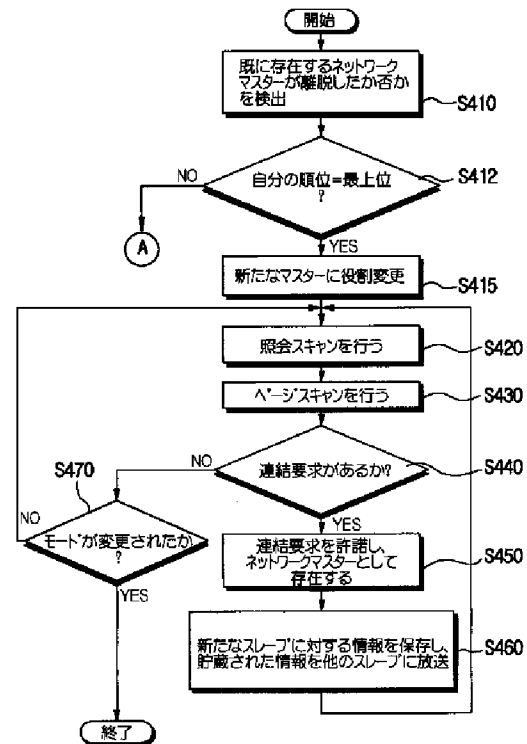 開始
既に存在するネットワーク
マスターが離脱したか否か
を検出
S410
自分の順位=最上位
?
S412
NO
A
YES
新たなマスターに役割変更
S415
照会スキャンを行う
S420
ページスキャンを行う
S430
連結要求があるか?
S440
NO
S470
モードが変更されたか
?
NO
YES
YES
連結要求を許諾し、
ネットワークマスターとして
存在する
S450
新たなスレーブに対する情報を保存し、
貯蔵された情報を他のスレーブに放送
S460
終了